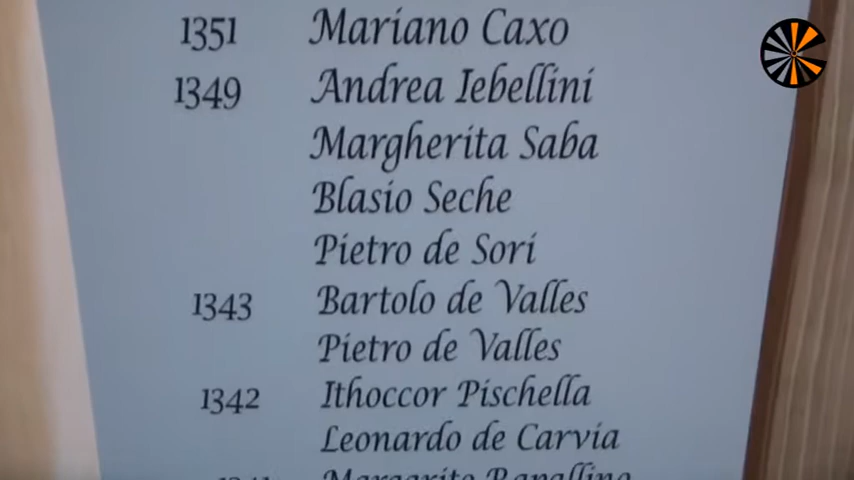 1351 Mariano Caxo
1349 Andrea Iebellini
Margherita Saba
Blasio Seche
Pietro de Sori
1343 Bartolo de Valles
Pietro de Valles
1342 Ithoccor Pischella
Leonardo de Carvia